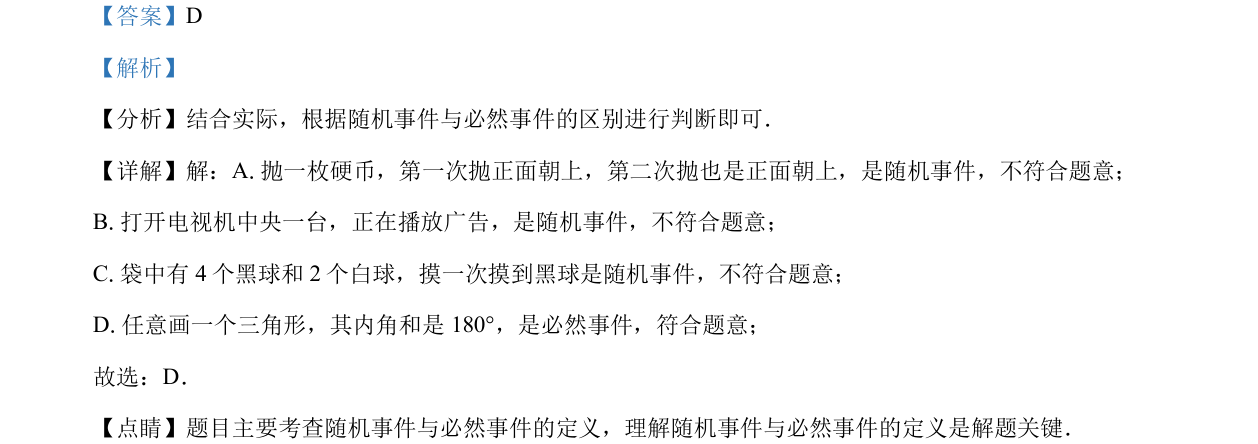 【答案】D
【解析】
【分析】结合实际，根据随机事件与必然事件的区别进行判断即可．
【详解】解：A. 抛一枚硬币，第一次抛正面朝上，第二次抛也是正面朝上，是随机事件，不符合题意；
B. 打开电视机中央一台，正在播放广告，是随机事件，不符合题意；
C. 袋中有 4 个黑球和 2 个白球，摸一次摸到黑球是随机事件，不符合题意；
D. 任意画一个三角形，其内角和是 180°，是必然事件，符合题意；
故选：D．
【点睛】题目主要考查随机事件与必然事件的定义，理解随机事件与必然事件的定义是解题关键．